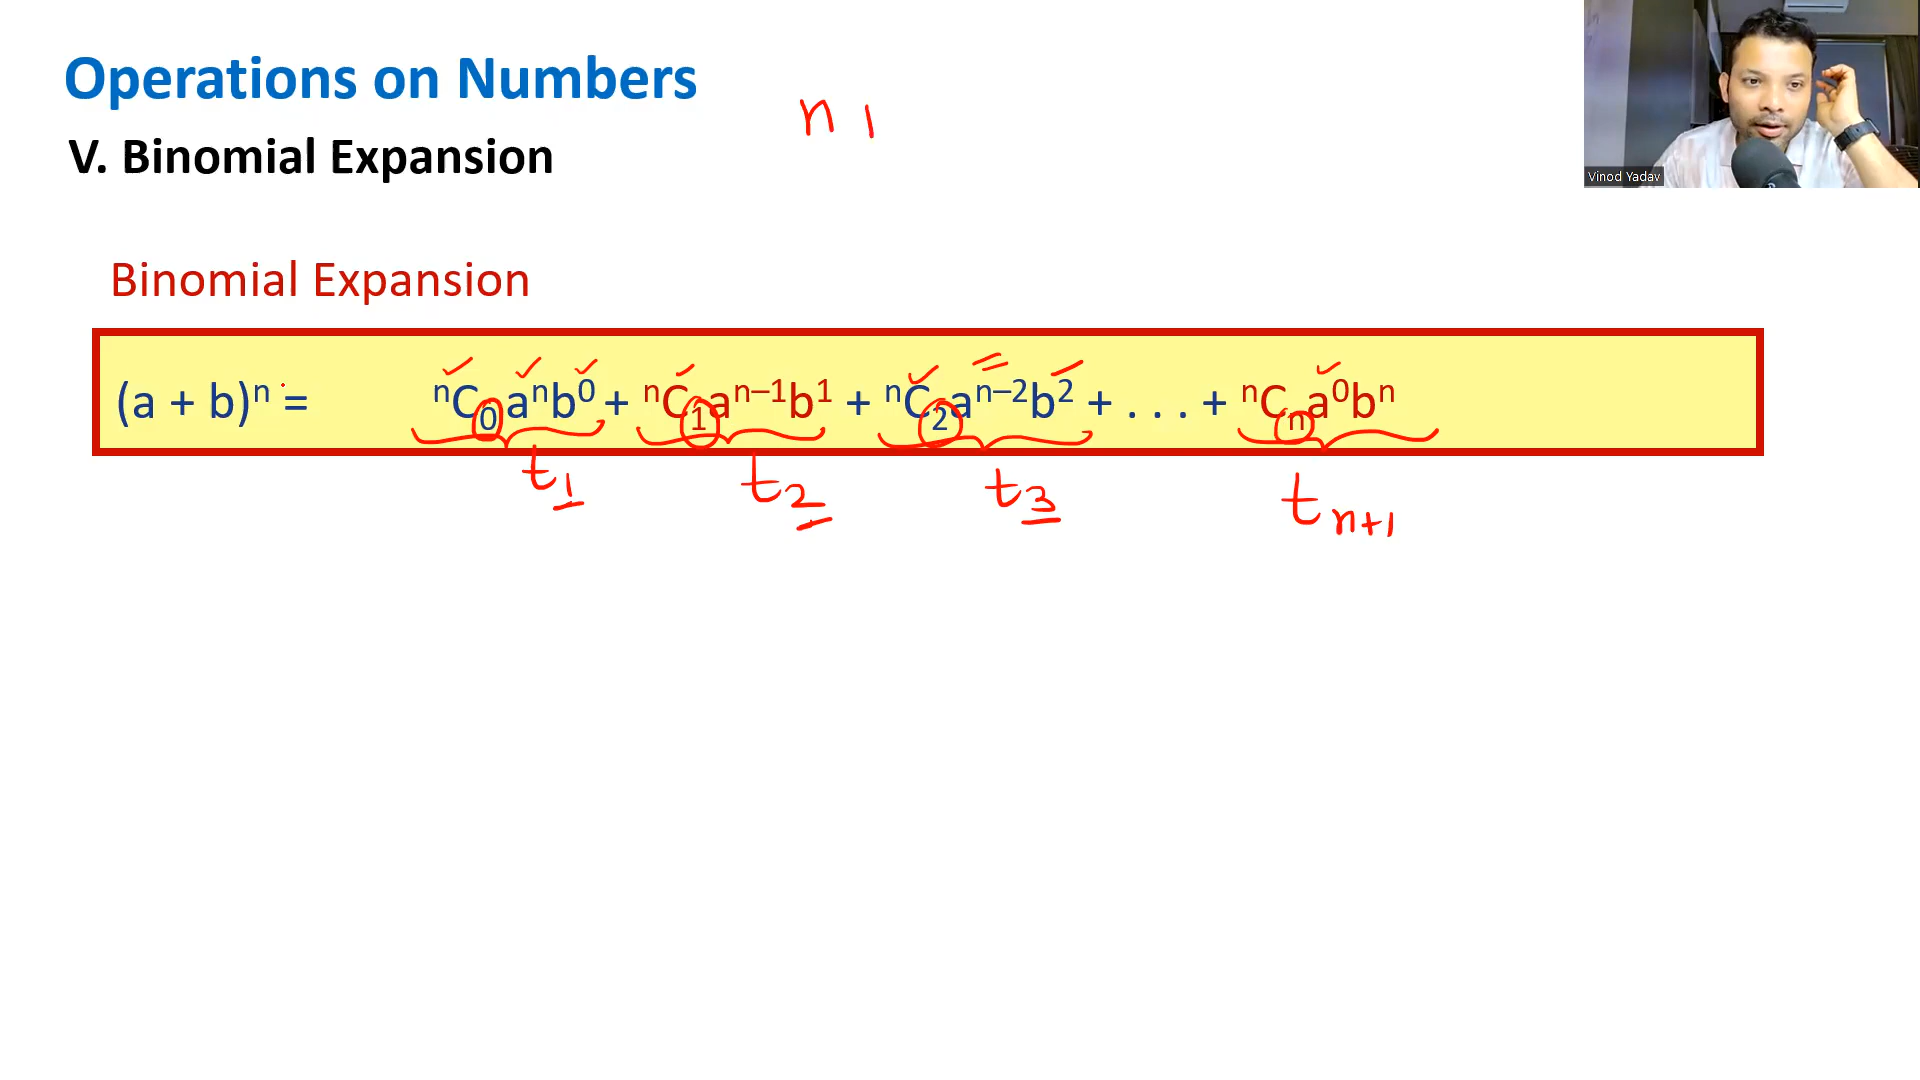 Operations on Numbers
n 1
V. Binomial Expansion
Vinod Yadav
Binomial Expansion
(a + b)ⁿ = ⁿC₀aⁿb⁰ + ⁿC₁aⁿ⁻¹b¹ + ⁿC₂aⁿ⁻²b² + . . . + ⁿCₙa⁰bⁿ
t₁ t₂ t₃ tₙ₊₁